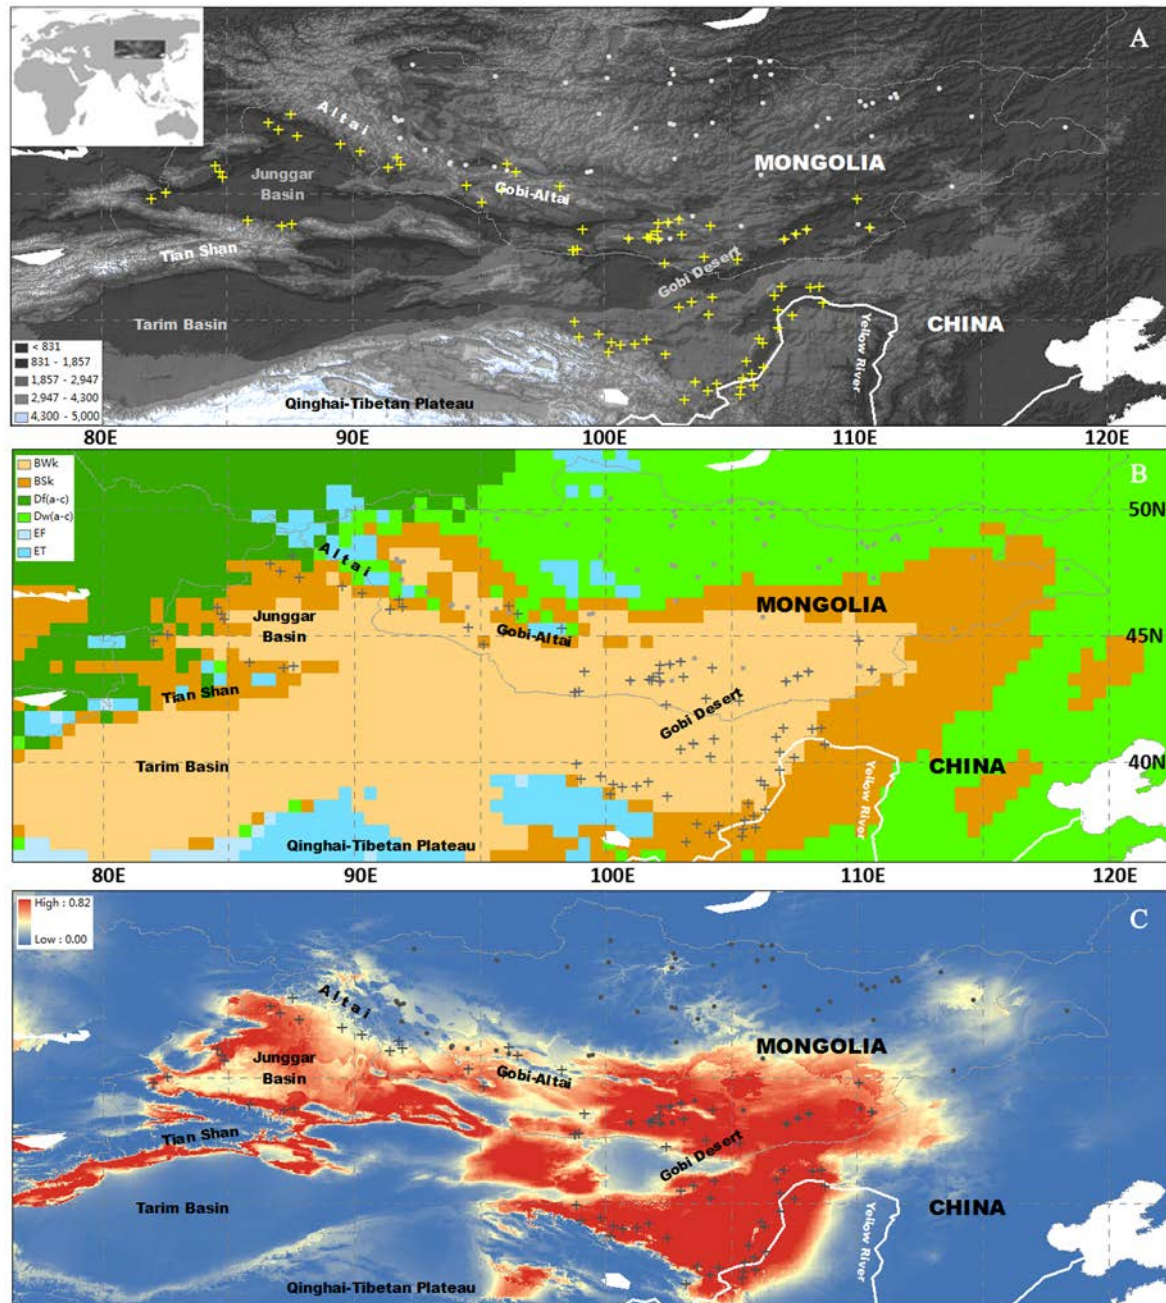 A
Altai
MONGOLIA
Junggar
Basin
Gobi-Altai
Tian Shan
Gobi Desert
Tarim Basin
CHINA
Yellow River
< 831
831 - 1,857
1,857 - 2,947
2,947 - 4,300
4,300 - 5,000
Qinghai-Tibetan Plateau
80E 90E 100E 110E 120E
BWk
BSk
Df(a-c)
Dw(a-c)
EF
ET
B
50N
Altai
MONGOLIA
Junggar
Basin
Gobi-Altai
45N
Tian Shan
Gobi Desert
Tarim Basin
CHINA
40N
Yellow River
Qinghai-Tibetan Plateau
80E 90E 100E 110E 120E
High : 0.82
Low : 0.00
C
Altai
MONGOLIA
Junggar
Basin
Gobi-Altai
Tian Shan
Gobi Desert
Tarim Basin
CHINA
Yellow River
Qinghai-Tibetan Plateau